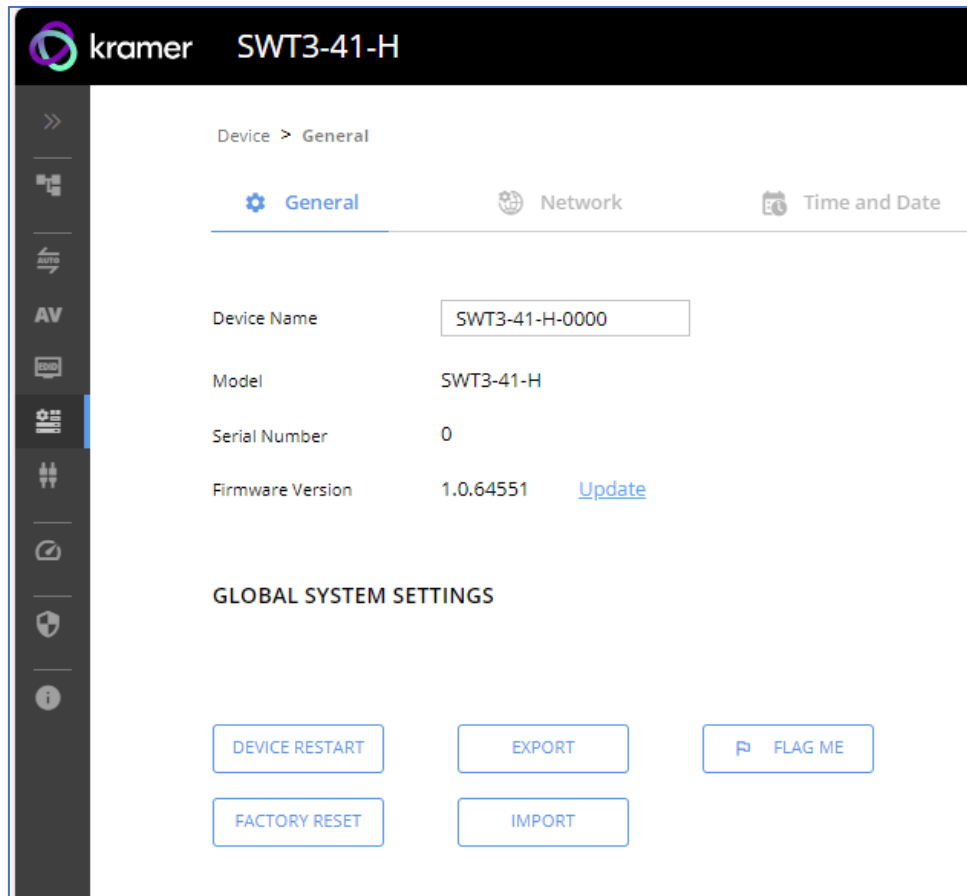 kramer SWT3-41-H
Device > General
General Network Time and Date
AUTO
AV
EDID
Device Name SWT3-41-H-0000
Model SWT3-41-H
Serial Number 0
Firmware Version 1.0.64551 Update
GLOBAL SYSTEM SETTINGS
DEVICE RESTART EXPORT FLAG ME
FACTORY RESET IMPORT